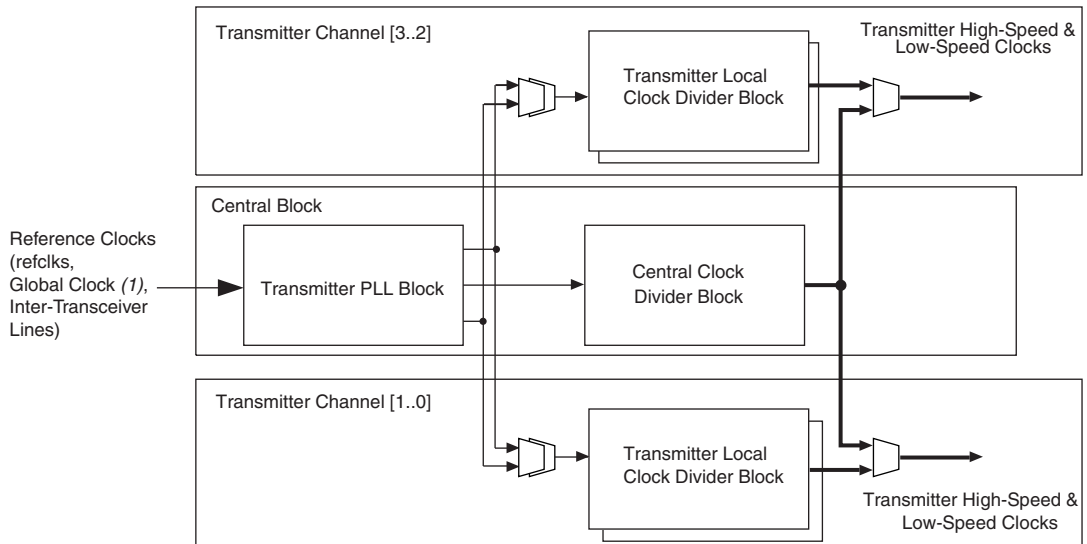 Transmitter Channel [3..2]
Transmitter High-Speed &
Low-Speed Clocks
Transmitter Local
Clock Divider Block
Central Block
Reference Clocks
(refclks,
Global Clock (1),
Inter-Transceiver
Lines)
Transmitter PLL Block
Central Clock
Divider Block
Transmitter Channel [1..0]
Transmitter Local
Clock Divider Block
Transmitter High-Speed &
Low-Speed Clocks